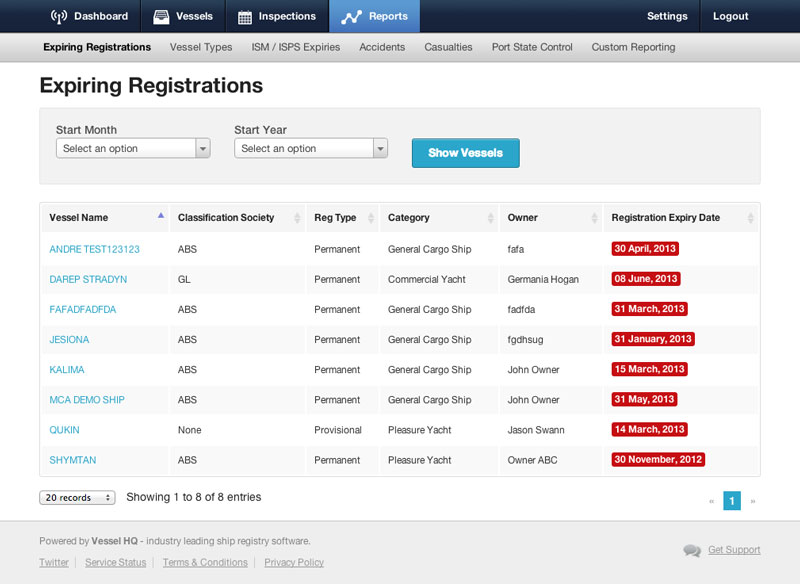 Dashboard Vessels Inspections Reports Settings Logout
Expiring Registrations Vessel Types ISM / ISPS Expiries Accidents Casualties Port State Control Custom Reporting
Expiring Registrations
Start Month Start Year
Select an option Select an option Show Vessels
Vessel Name Classification Society Reg Type Category Owner Registration Expiry Date
ANDRE TEST123123 ABS Permanent General Cargo Ship fafa 30 April, 2013
DAREP STRADYN GL Permanent Commercial Yacht Germania Hogan 08 June, 2013
FAFADFADFDA ABS Permanent General Cargo Ship fadfda 31 March, 2013
JESIONA ABS Permanent General Cargo Ship fgdhsug 31 January, 2013
KALIMA ABS Permanent General Cargo Ship John Owner 15 March, 2013
MCA DEMO SHIP ABS Permanent General Cargo Ship John Owner 31 May, 2013
QUKIN None Provisional Pleasure Yacht Jason Swann 14 March, 2013
SHYMTAN ABS Permanent Pleasure Yacht Owner ABC 30 November, 2012
20 records Showing 1 to 8 of 8 entries « 1 »
Powered by Vessel HQ - industry leading ship registry software.
Twitter Service Status Terms & Conditions Privacy Policy Get Support